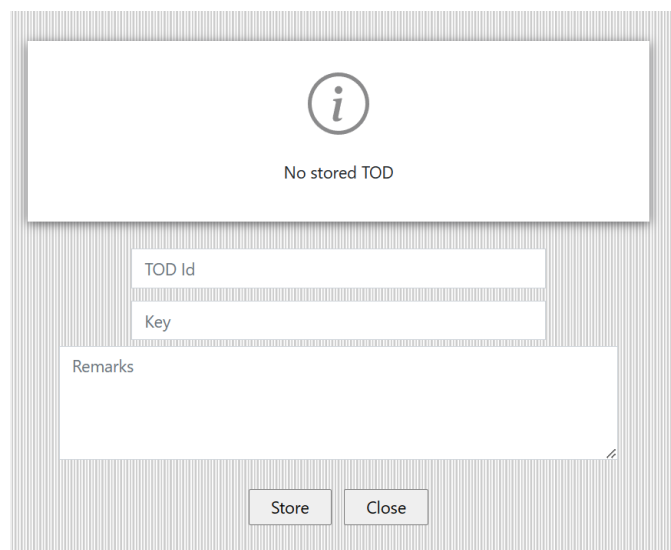 No stored TOD
TOD Id
Key
Remarks
Store
Close